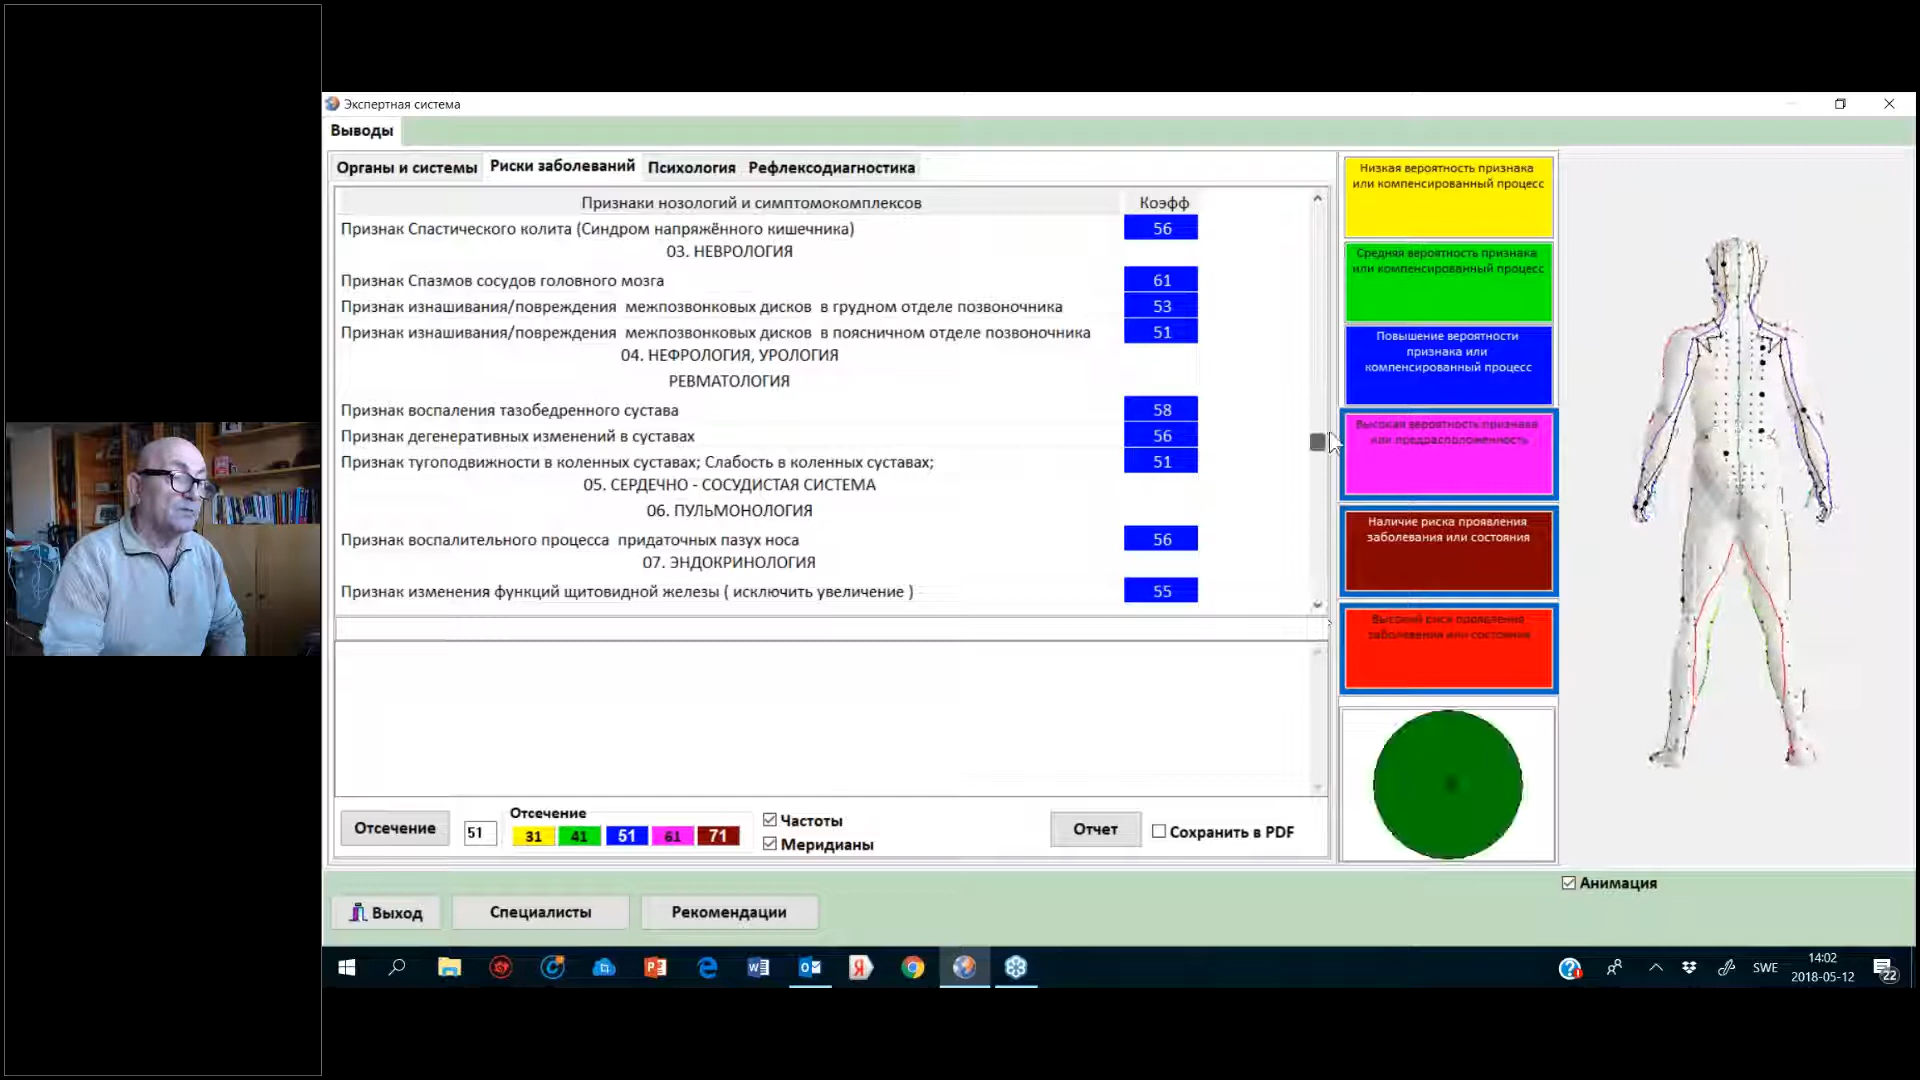 Экспертная система
Выводы
Органы и системы Риски заболеваний Психология Рефлексодиагностика
Признаки нозологий и симптомокомплексов Коэфф
Признак Спастического колита (Синдром напряжённого кишечника) 56
03. НЕВРОЛОГИЯ
Признак Спазмов сосудов головного мозга 61
Признак изнашивания/повреждения межпозвонковых дисков в грудном отделе позвоночника 53
Признак изнашивания/повреждения межпозвонковых дисков в поясничном отделе позвоночника 51
04. НЕФРОЛОГИЯ, УРОЛОГИЯ
РЕВМАТОЛОГИЯ
Признак воспаления тазобедренного сустава 58
Признак дегенеративных изменений в суставах 56
Признак тугоподвижности в коленных суставах; Слабость в коленных суставах; 51
05. СЕРДЕЧНО - СОСУДИСТАЯ СИСТЕМА
06. ПУЛЬМОНОЛОГИЯ
Признак воспалительного процесса придаточных пазух носа 56
07. ЭНДОКРИНОЛОГИЯ
Признак изменения функций щитовидной железы ( исключить увеличение ) 55
Низкая вероятность признака
или компенсированный процесс
Средняя вероятность признака
или компенсированный процесс
Повышение вероятности
признака или
компенсированный процесс
Высокая вероятность признака
или предрасположенность
Наличие риска проявления
заболевания или состояния
Высокий риск проявления
заболевания или состояния
Отсечение 51
Отсечение
31 41 51 61 71
Частоты
Меридианы
Отчет Сохранить в PDF
Анимация
Выход Специалисты Рекомендации
SWE
14:02
2018-05-12
22